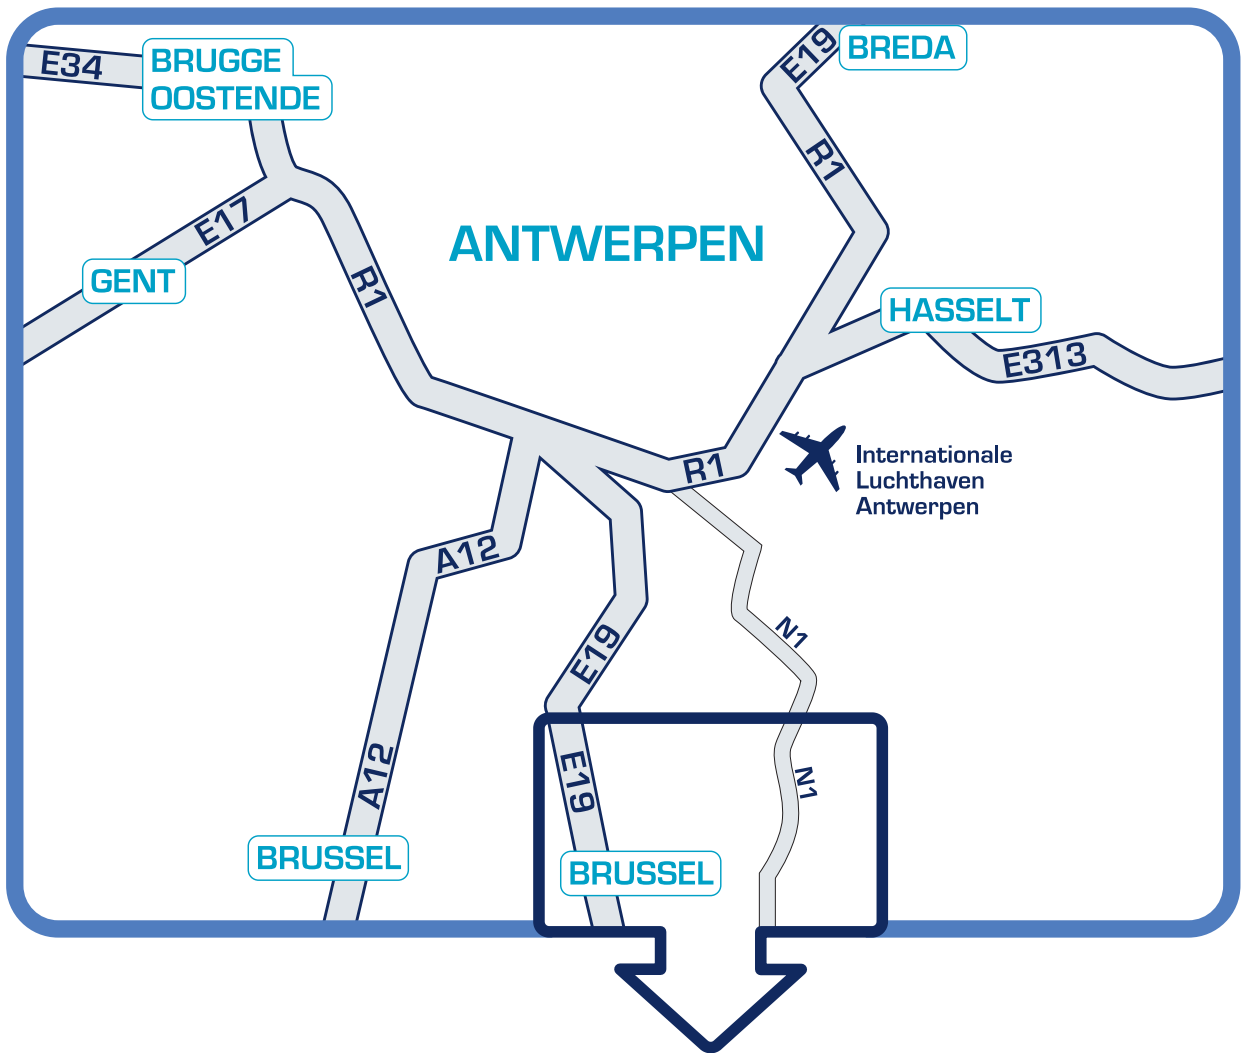 E19
BREDA
E34
BRUGGE
OOSTENDE
R1
E17
ANTWERPEN
GENT
R1
HASSELT
E313
R1
Internationale
Luchthaven
Antwerpen
A12
N1
E19
A12
E19
N1
BRUSSEL
BRUSSEL